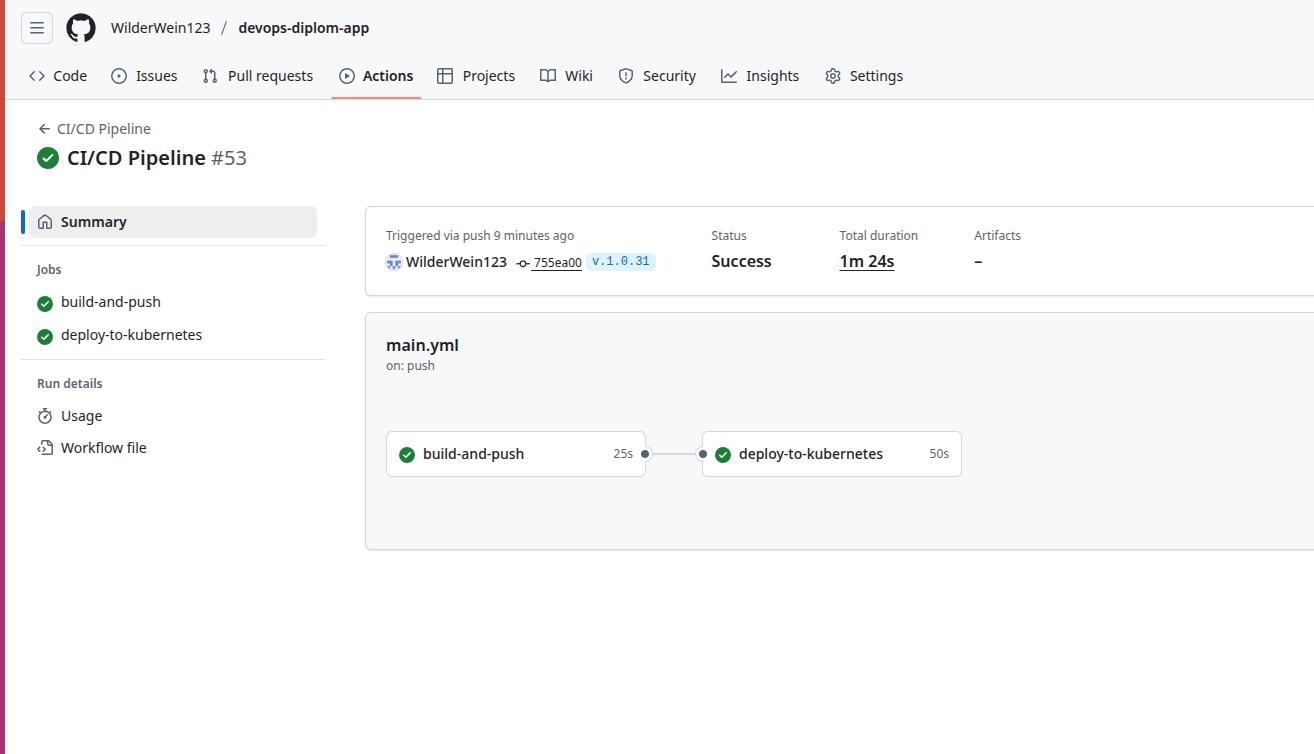 WilderWein123 / devops-diplom-app
Code Issues Pull requests Actions Projects Wiki Security Insights Settings
CI/CD Pipeline
CI/CD Pipeline #53
Summary
Jobs
build-and-push
deploy-to-kubernetes
Run details
Usage
Workflow file
Triggered via push 9 minutes ago
WilderWein123 755ea00 v.1.0.31
Status
Success
Total duration
1m 24s
Artifacts
–
main.yml
on: push
build-and-push 25s
deploy-to-kubernetes 50s